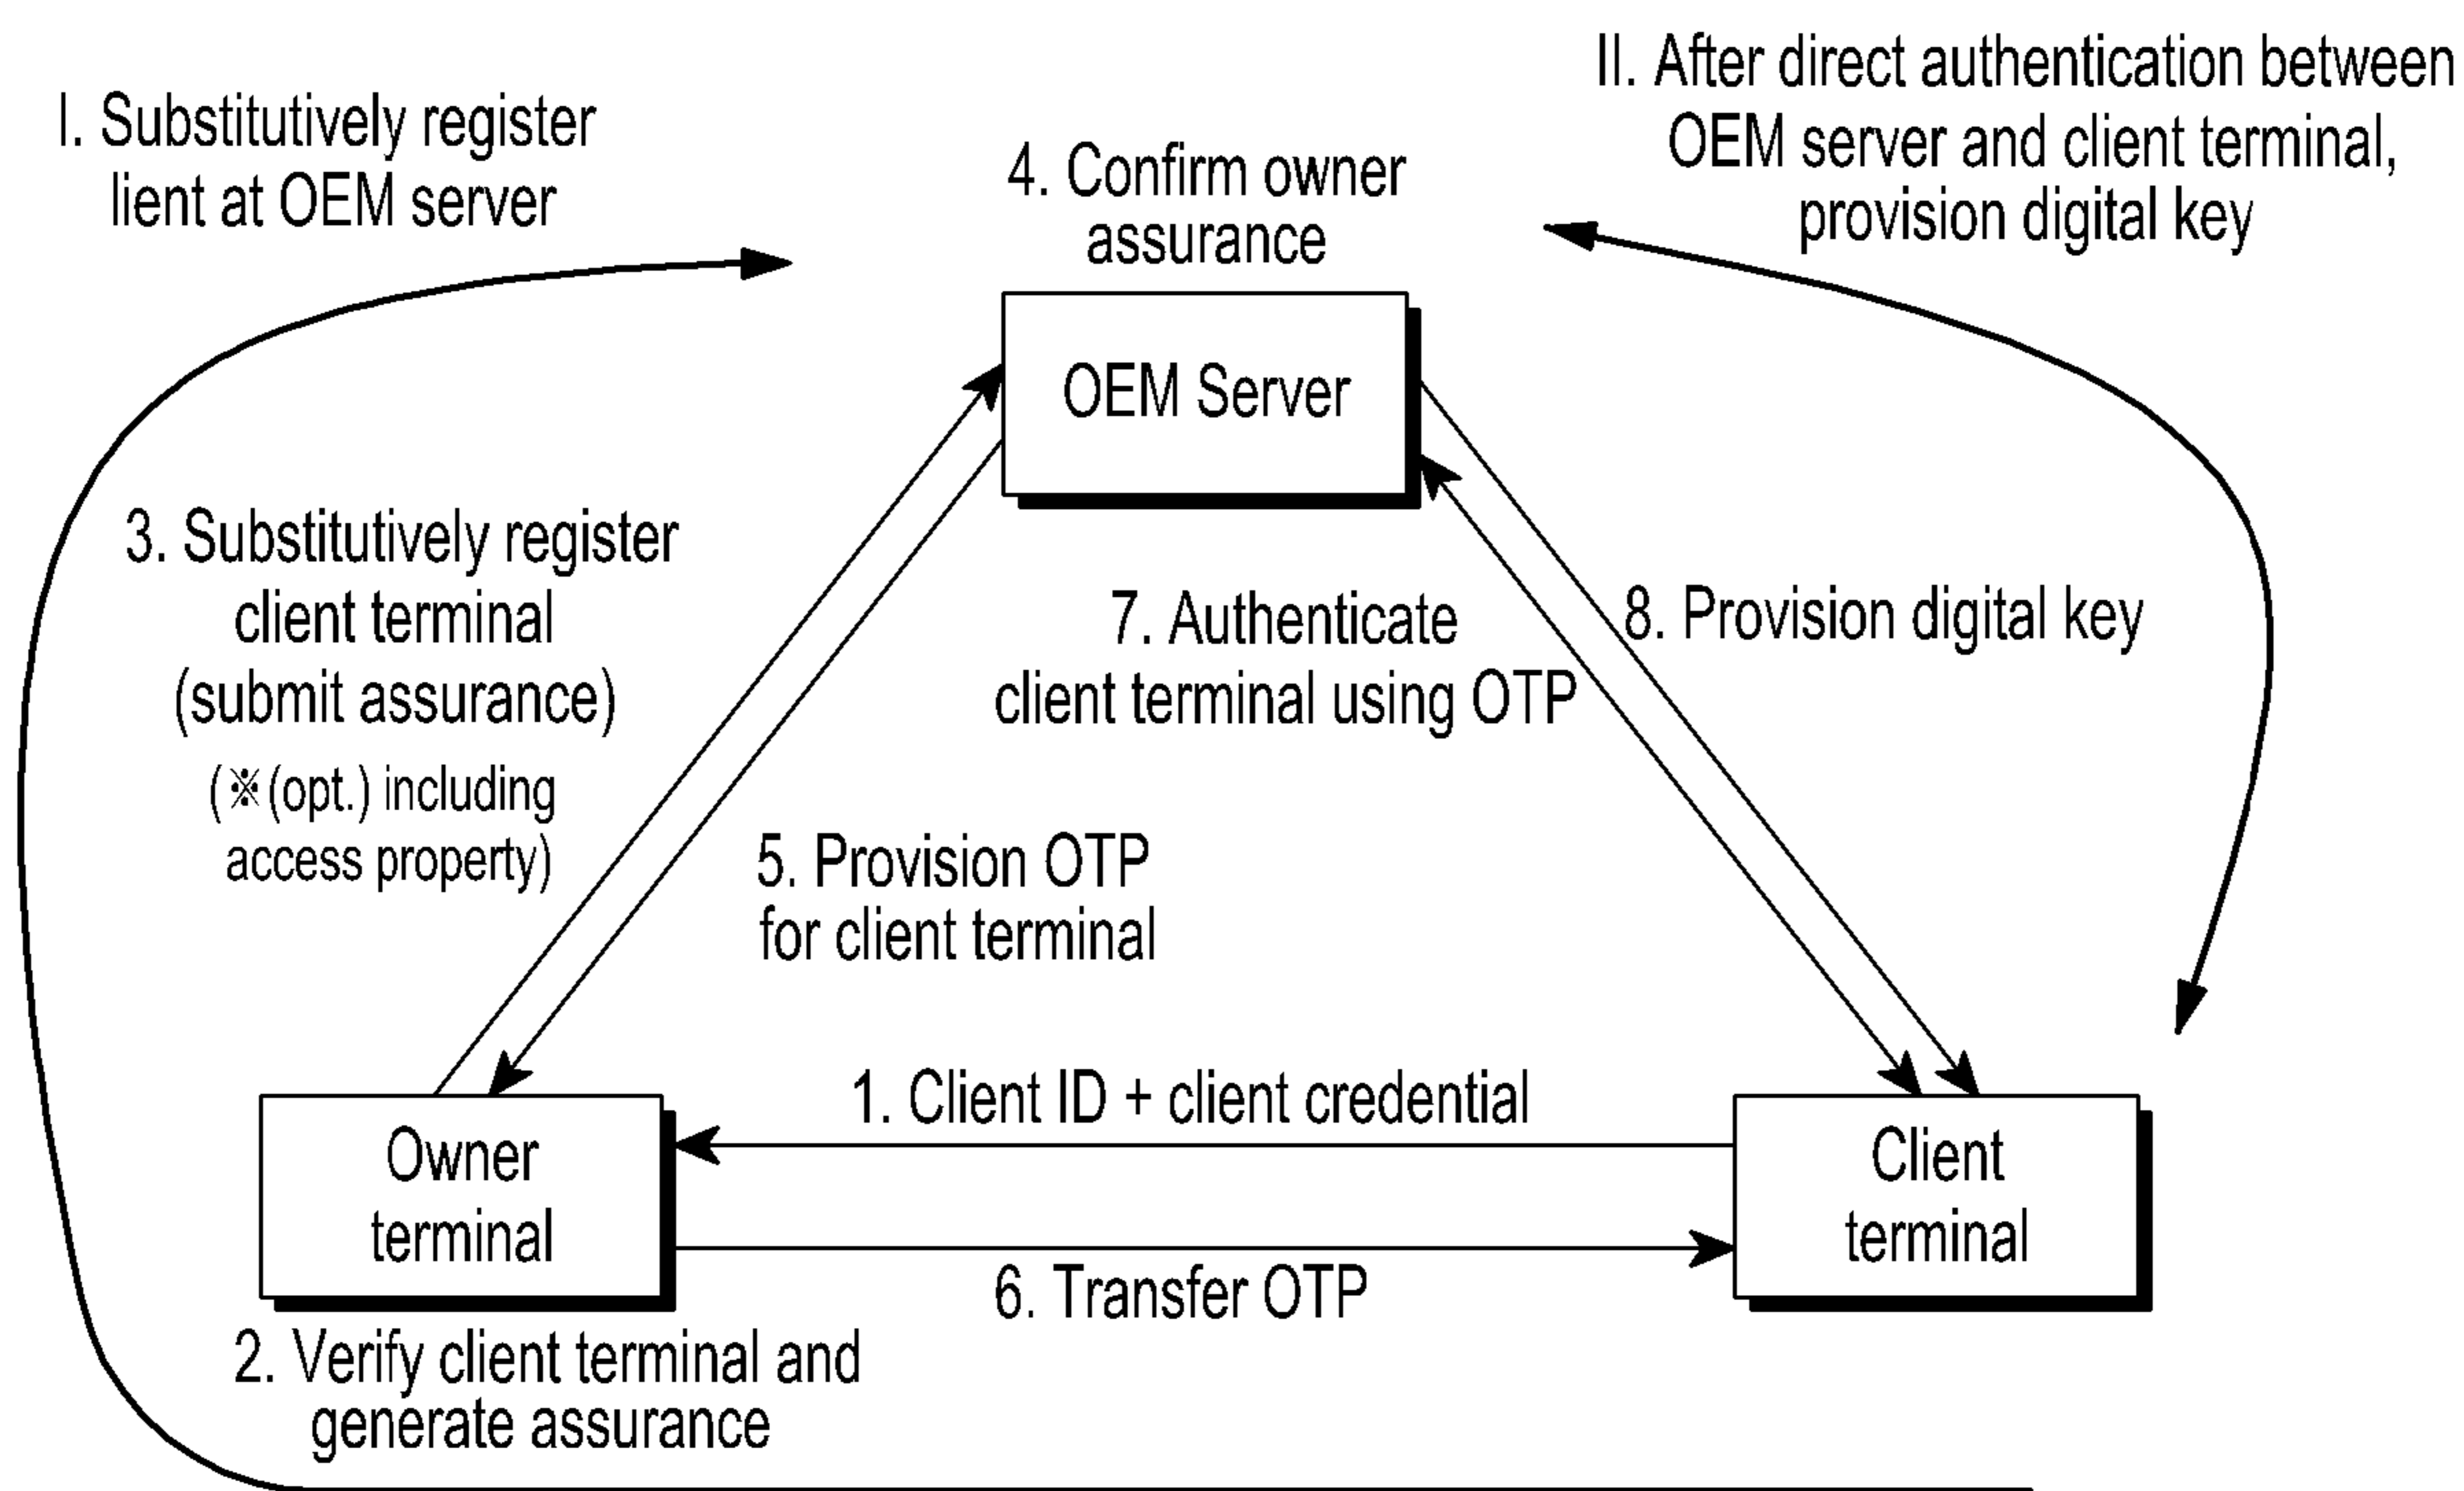 I. Substitutively register
lient at OEM server
II. After direct authentication between
OEM server and client terminal,
provision digital key
4. Confirm owner
assurance
OEM Server
3. Substitutively register
client terminal
(submit assurance)
(※(opt.) including
access property)
7. Authenticate
client terminal using OTP
8. Provision digital key
5. Provision OTP
for client terminal
1. Client ID + client credential
Owner
terminal
Client
terminal
6. Transfer OTP
2. Verify client terminal and
generate assurance